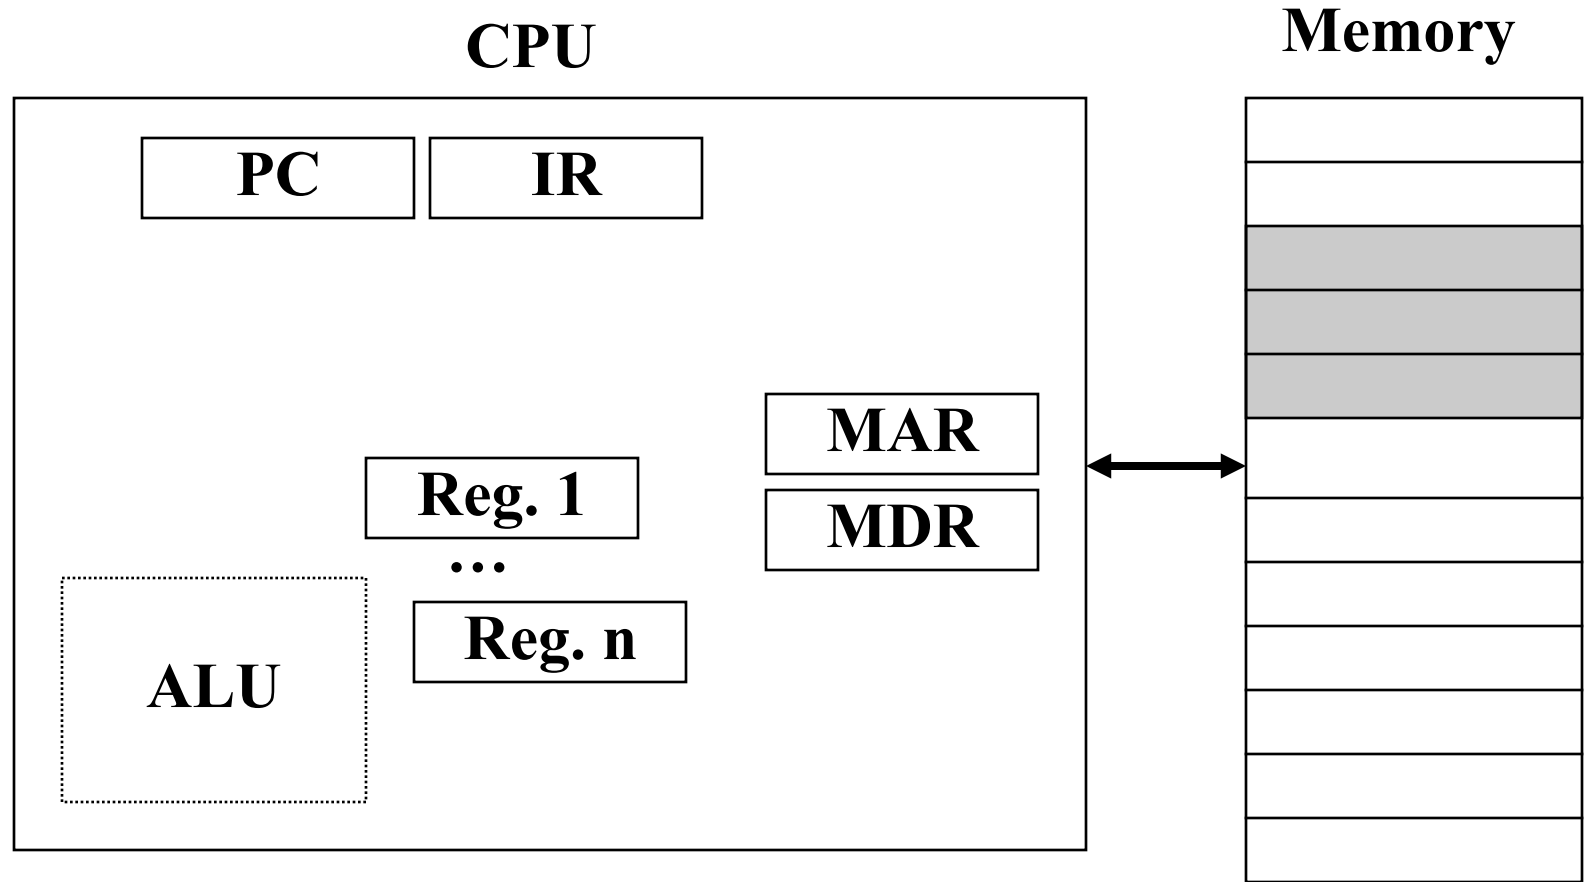 CPU
Memory
PC
IR
MAR
Reg. 1
MDR
...
Reg. n
ALU